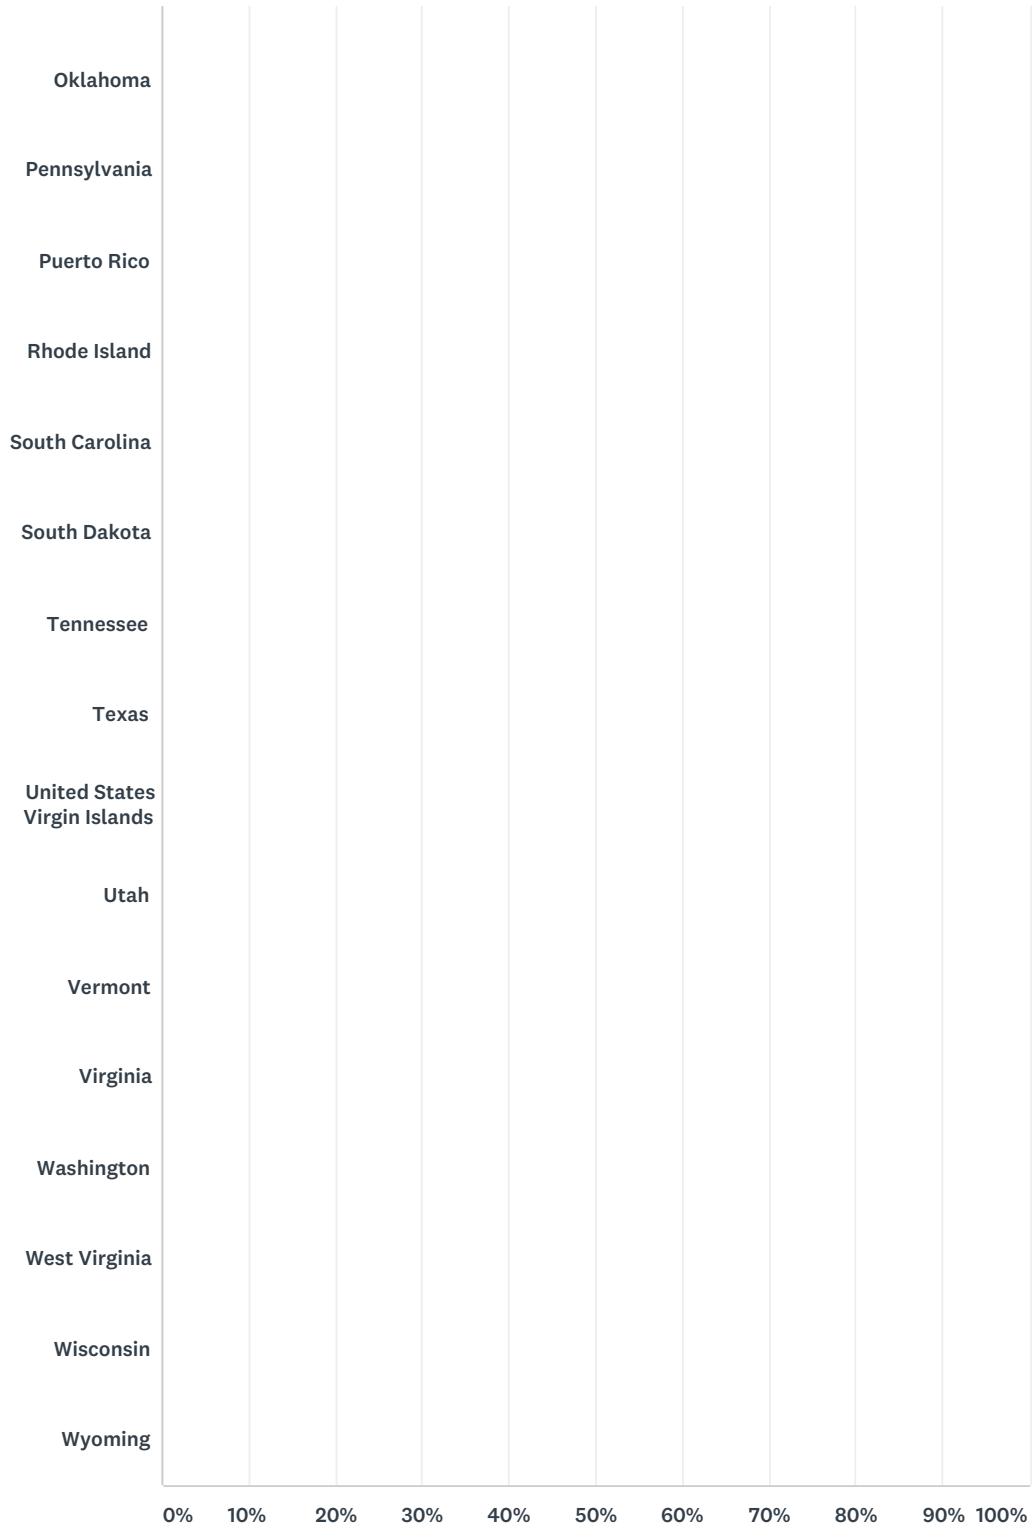 Oklahoma
Pennsylvania
Puerto Rico
Rhode Island
South Carolina
South Dakota
Tennessee
Texas
United States
Virgin Islands
Utah
Vermont
Virginia
Washington
West Virginia
Wisconsin
Wyoming
0% 10% 20% 30% 40% 50% 60% 70% 80% 90% 100%